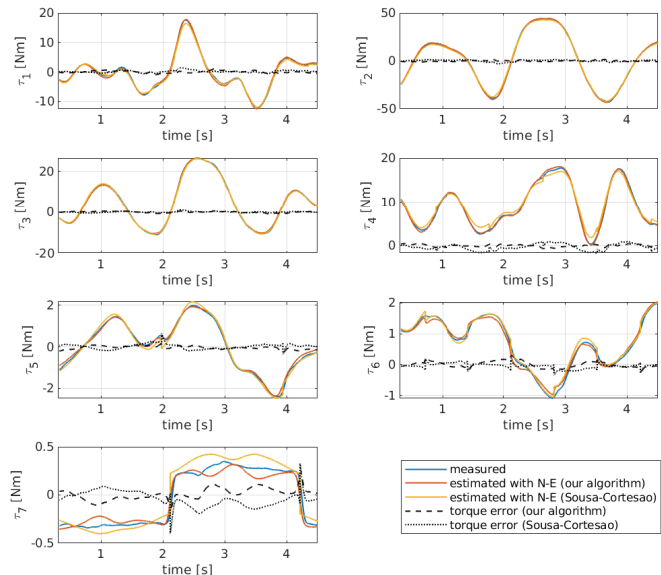 20
10
0
-10
τ1 [Nm]
1 2 3 4
time [s]
50
0
-50
τ2 [Nm]
1 2 3 4
time [s]
20
0
-20
τ3 [Nm]
1 2 3 4
time [s]
20
10
0
τ4 [Nm]
1 2 3 4
time [s]
2
0
-2
τ5 [Nm]
1 2 3 4
time [s]
2
1
0
-1
τ6 [Nm]
1 2 3 4
time [s]
0.5
0
-0.5
τ7 [Nm]
1 2 3 4
time [s]
measured
estimated with N-E (our algorithm)
estimated with N-E (Sousa-Cortesao)
torque error (our algorithm)
torque error (Sousa-Cortesao)